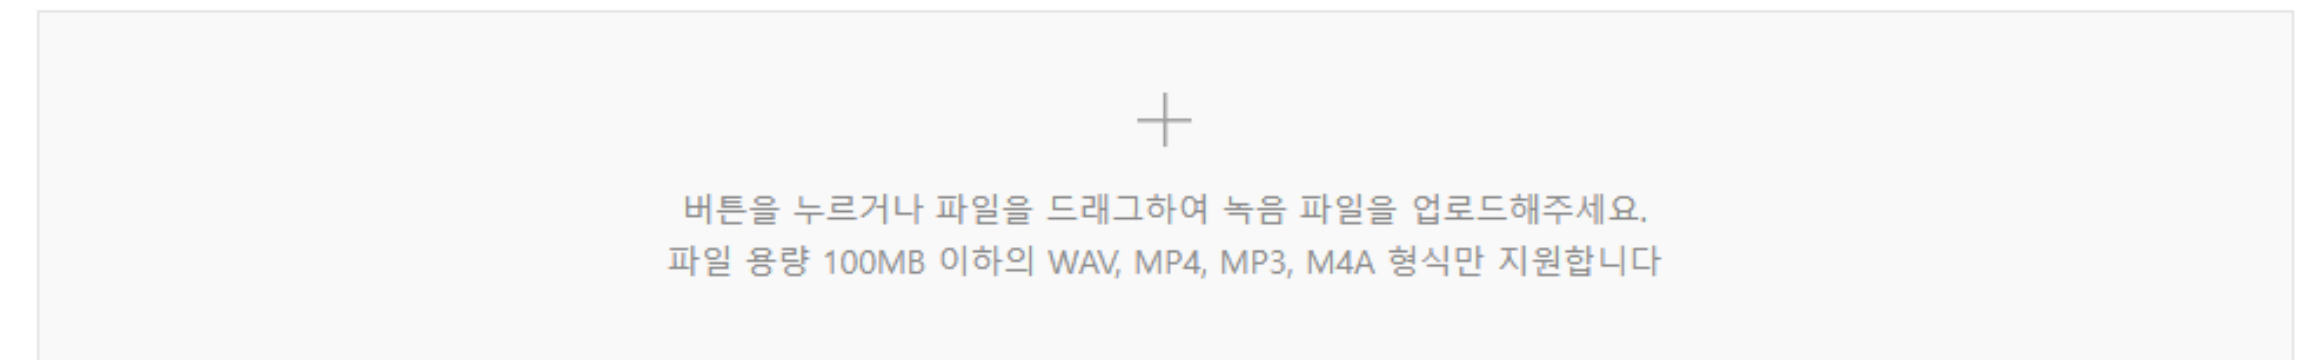 버튼을 누르거나 파일을 드래그하여 녹음 파일을 업로드해주세요.
파일 용량 100MB 이하의 WAV, MP4, MP3, M4A 형식만 지원합니다